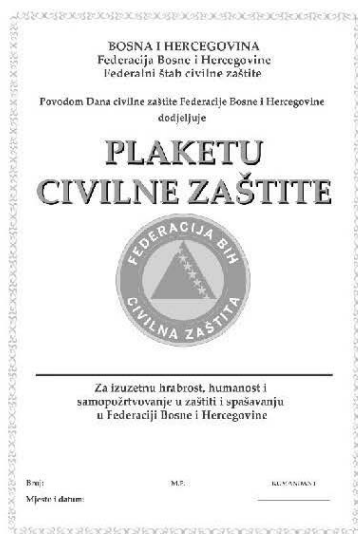 BOSNA I HERCEGOVINA
Federacija Bosne i Hercegovine
Federalni štab civilne zaštite
Povodom Dana civilne zaštite Federacije Bosne i Hercegovine
dodjeljuje
PLAKETU
CIVILNE ZAŠTITE
FEDERACIJA BIH
CIVILNA ZAŠTITA
Za izuzetnu hrabrost, humanost i
samopožrtvovanje u zaštiti i spašavanju
u Federaciji Bosne i Hercegovine
Broj: M.P. KOMANDANT
Mjesto i datum: